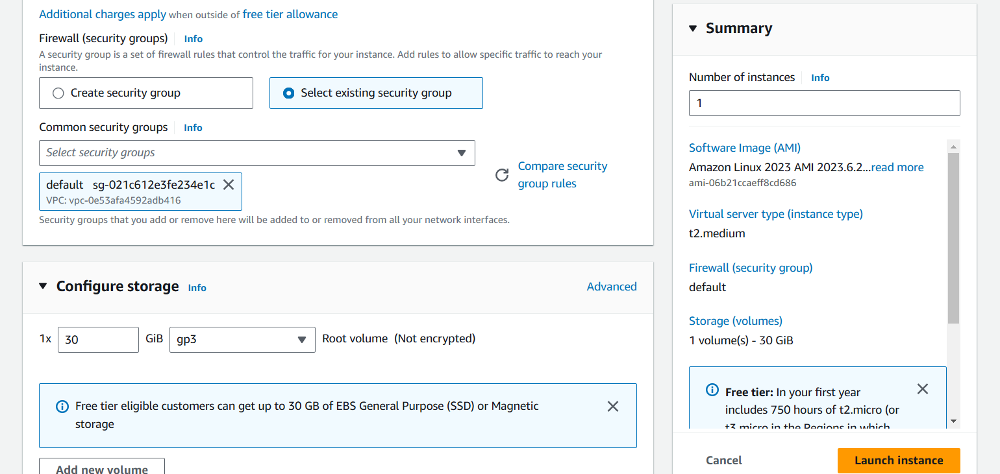 Additional charges apply when outside of free tier allowance
Firewall (security groups) Info
A security group is a set of firewall rules that control the traffic for your instance. Add rules to allow specific traffic to reach your
instance.
Create security group
Select existing security group
Common security groups Info
Select security groups
Compare security
group rules
default sg-021c612e3fe234e1c
VPC: vpc-0e53afa4592adb416
Security groups that you add or remove here will be added to or removed from all your network interfaces.
Configure storage Info
Advanced
1x 30 GiB gp3 Root volume (Not encrypted)
Free tier eligible customers can get up to 30 GB of EBS General Purpose (SSD) or Magnetic
storage
Add new volume
Summary
Number of instances Info
1
Software Image (AMI)
Amazon Linux 2023 AMI 2023.6.2...read more
ami-06b21ccaeff8cd686
Virtual server type (instance type)
t2.medium
Firewall (security group)
default
Storage (volumes)
1 volume(s) - 30 GiB
Free tier: In your first year
includes 750 hours of t2.micro (or
t3.micro in the Regions in which
Cancel
Launch instance